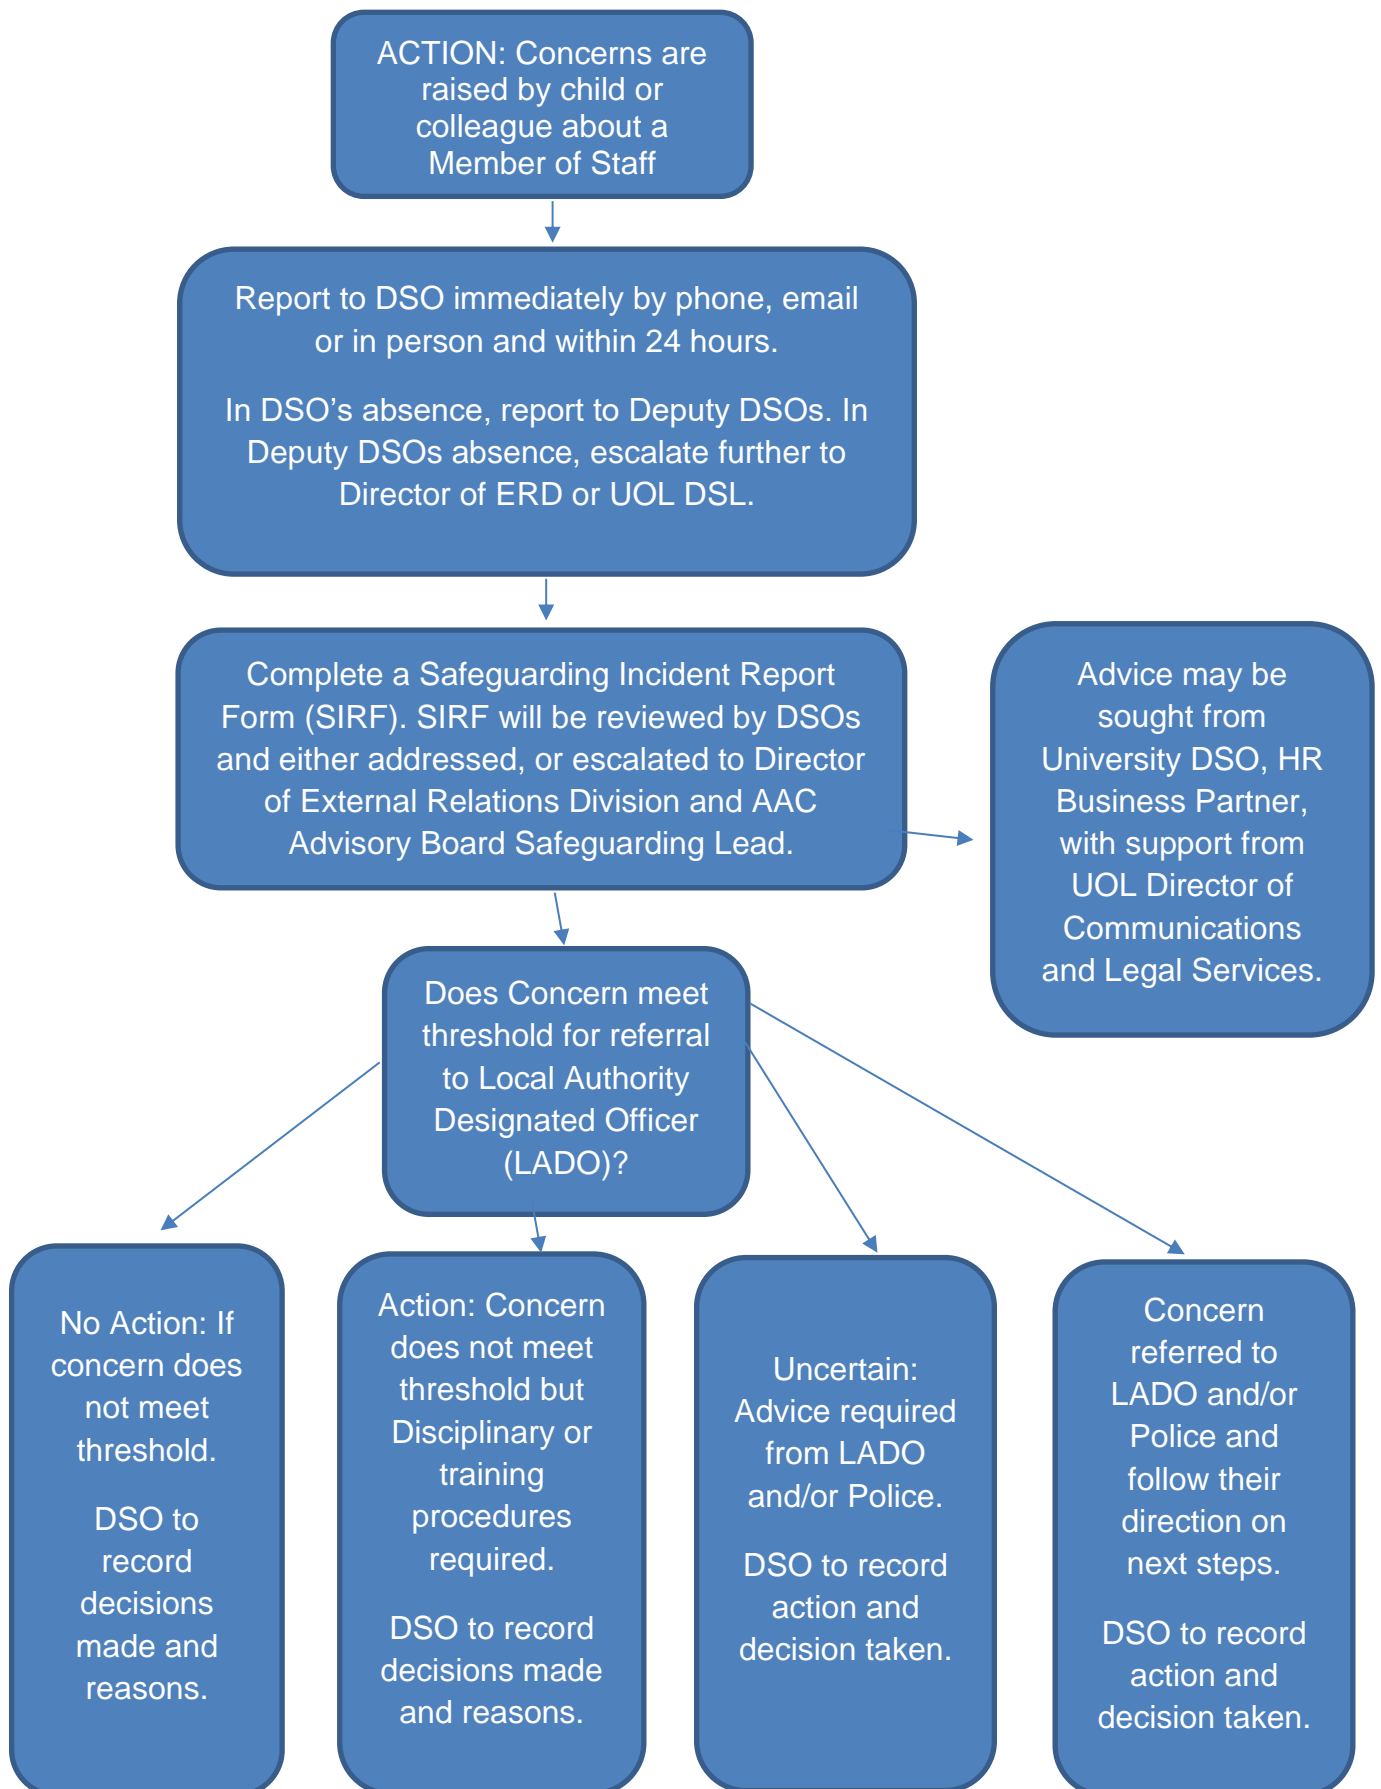 ACTION: Concerns are
raised by child or
colleague about a
Member of Staff
Report to DSO immediately by phone, email
or in person and within 24 hours.
In DSO’s absence, report to Deputy DSOs. In
Deputy DSOs absence, escalate further to
Director of ERD or UOL DSL.
Complete a Safeguarding Incident Report
Form (SIRF). SIRF will be reviewed by DSOs
and either addressed, or escalated to Director
of External Relations Division and AAC
Advisory Board Safeguarding Lead.
Advice may be
sought from
University DSO, HR
Business Partner,
with support from
UOL Director of
Communications
and Legal Services.
Does Concern meet
threshold for referral
to Local Authority
Designated Officer
(LADO)?
No Action: If
concern does
not meet
threshold.
DSO to
record
decisions
made and
reasons.
Action: Concern
does not meet
threshold but
Disciplinary or
training
procedures
required.
DSO to record
decisions made
and reasons.
Uncertain:
Advice required
from LADO
and/or Police.
DSO to record
action and
decision taken.
Concern
referred to
LADO and/or
Police and
follow their
direction on
next steps.
DSO to record
action and
decision taken.